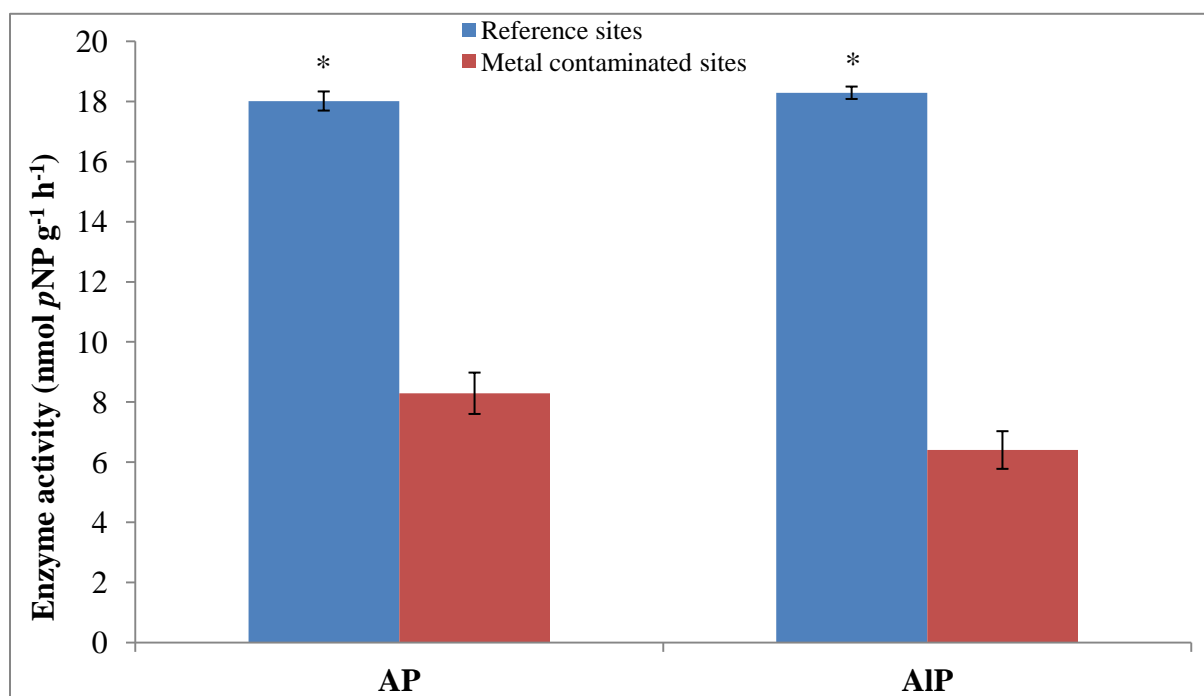 Reference sites
Metal contaminated sites
Enzyme activity (nmol pNP g-1 h-1)
20
18
16
14
12
10
8
6
4
2
0
*
*
AP
AlP